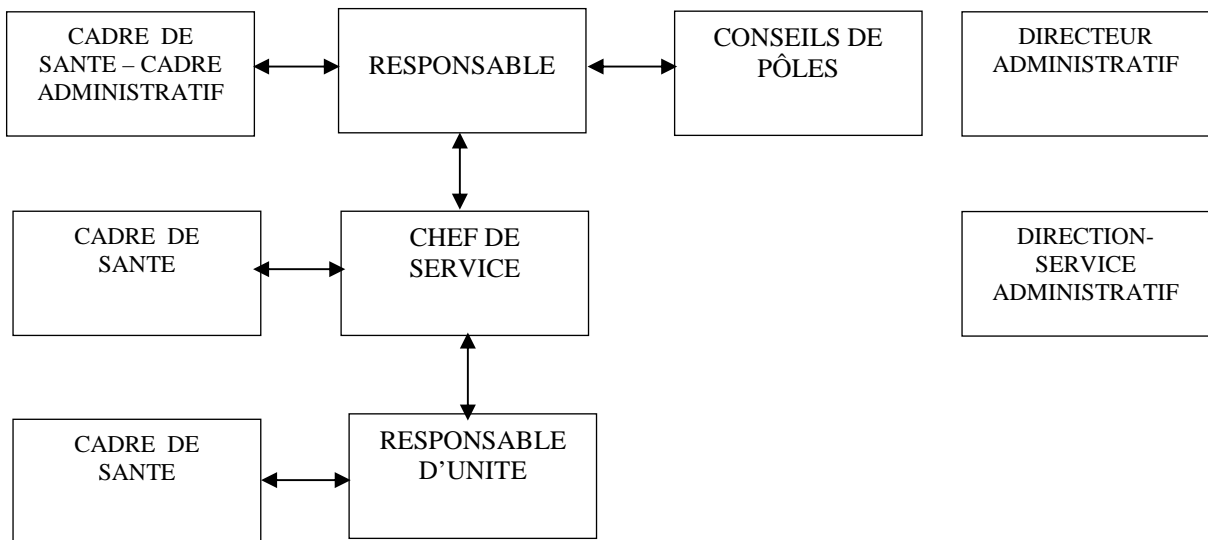 CADRE DE
SANTE – CADRE
ADMINISTRATIF
RESPONSABLE
CONSEILS DE
PÔLES
DIRECTEUR
ADMINISTRATIF
CADRE DE
SANTE
CHEF DE
SERVICE
DIRECTION-
SERVICE
ADMINISTRATIF
CADRE DE
SANTE
RESPONSABLE
D’UNITE